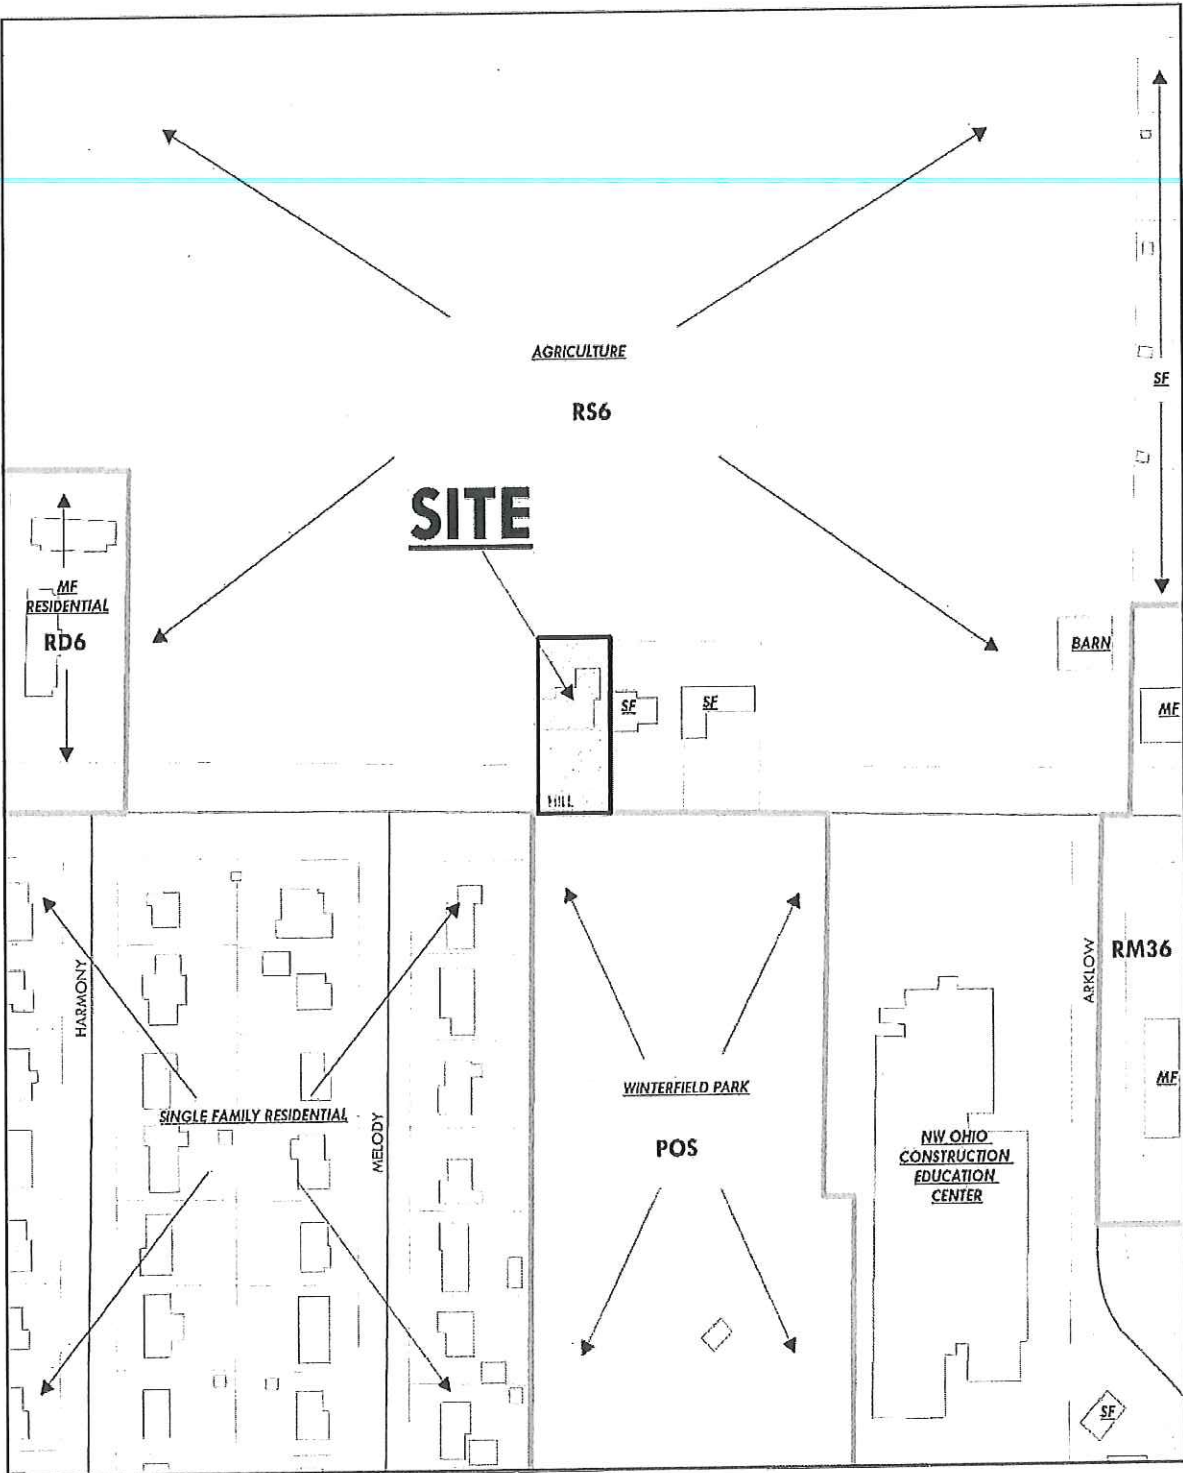 AGRICULTURE
RS6
SF
SITE
MF
RESIDENTIAL
RD6
BARN
SF
SF
MF
HILL
HARMONY
MELODY
SINGLE FAMILY RESIDENTIAL
WINTERFIELD PARK
POS
NW OHIO
CONSTRUCTION
EDUCATION
CENTER
ARKLOW
RM36
MF
SF